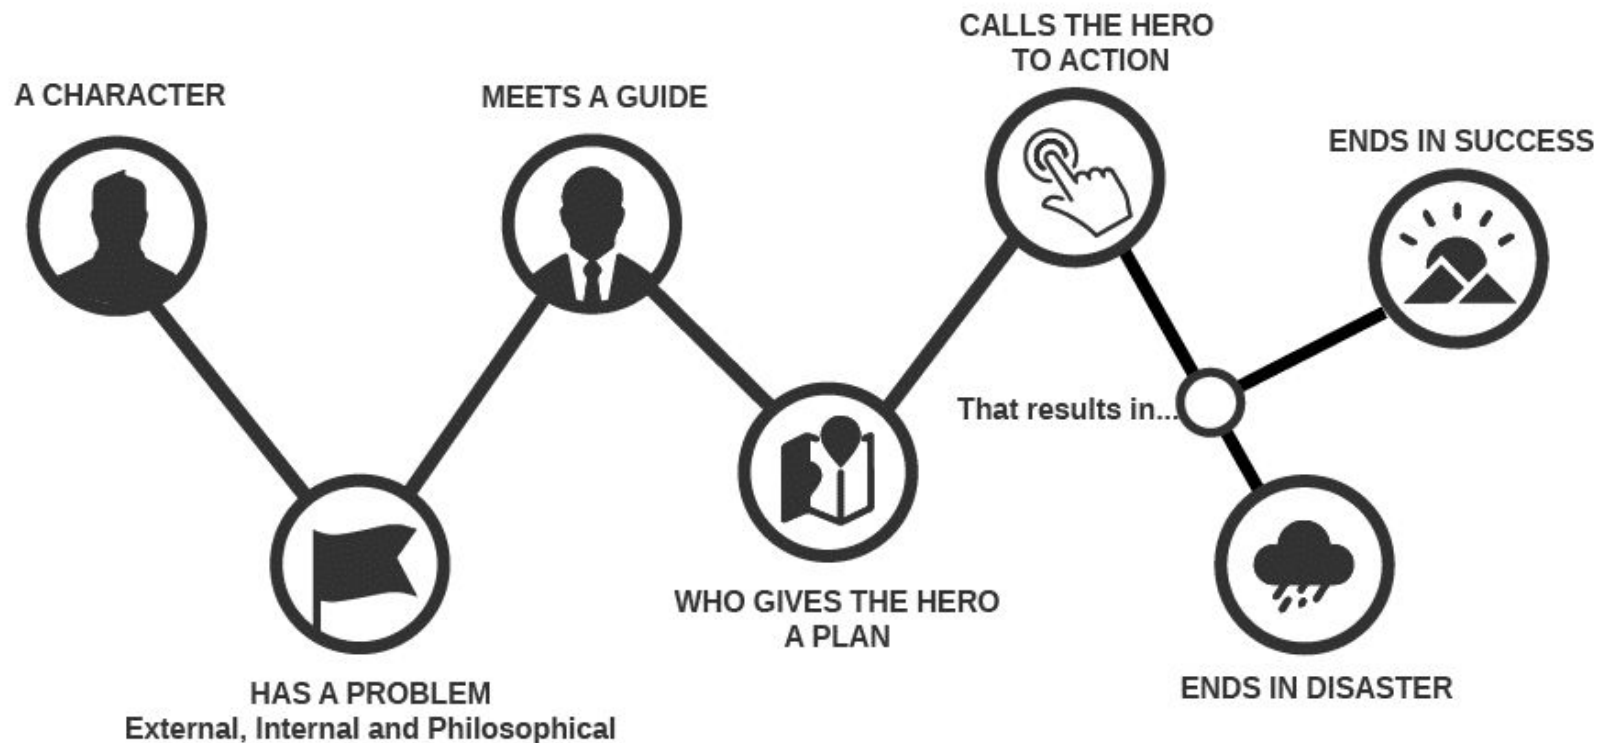 A CHARACTER
HAS A PROBLEM
External, Internal and Philosophical
MEETS A GUIDE
WHO GIVES THE HERO
A PLAN
CALLS THE HERO
TO ACTION
That results in...
ENDS IN SUCCESS
ENDS IN DISASTER